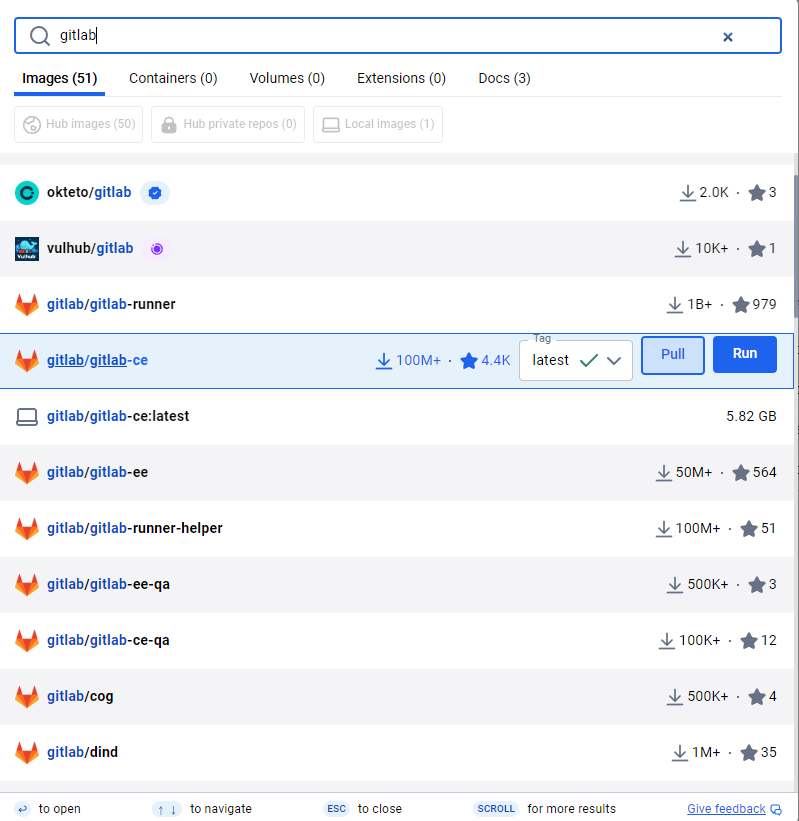 gitlab
Images (51) Containers (0) Volumes (0) Extensions (0) Docs (3)
Hub images (50) Hub private repos (0) Local images (1)
okteto/gitlab 2.0K · 3
Vulhub vulhub/gitlab 10K+ · 1
gitlab/gitlab-runner 1B+ · 979
Tag
gitlab/gitlab-ce 100M+ · 4.4K latest Pull Run
gitlab/gitlab-ce:latest 5.82 GB
gitlab/gitlab-ee 50M+ · 564
gitlab/gitlab-runner-helper 100M+ · 51
gitlab/gitlab-ee-qa 500K+ · 3
gitlab/gitlab-ce-qa 100K+ · 12
gitlab/cog 500K+ · 4
gitlab/dind 1M+ · 35
↵ to open ↑ ↓ to navigate ESC to close SCROLL for more results Give feedback